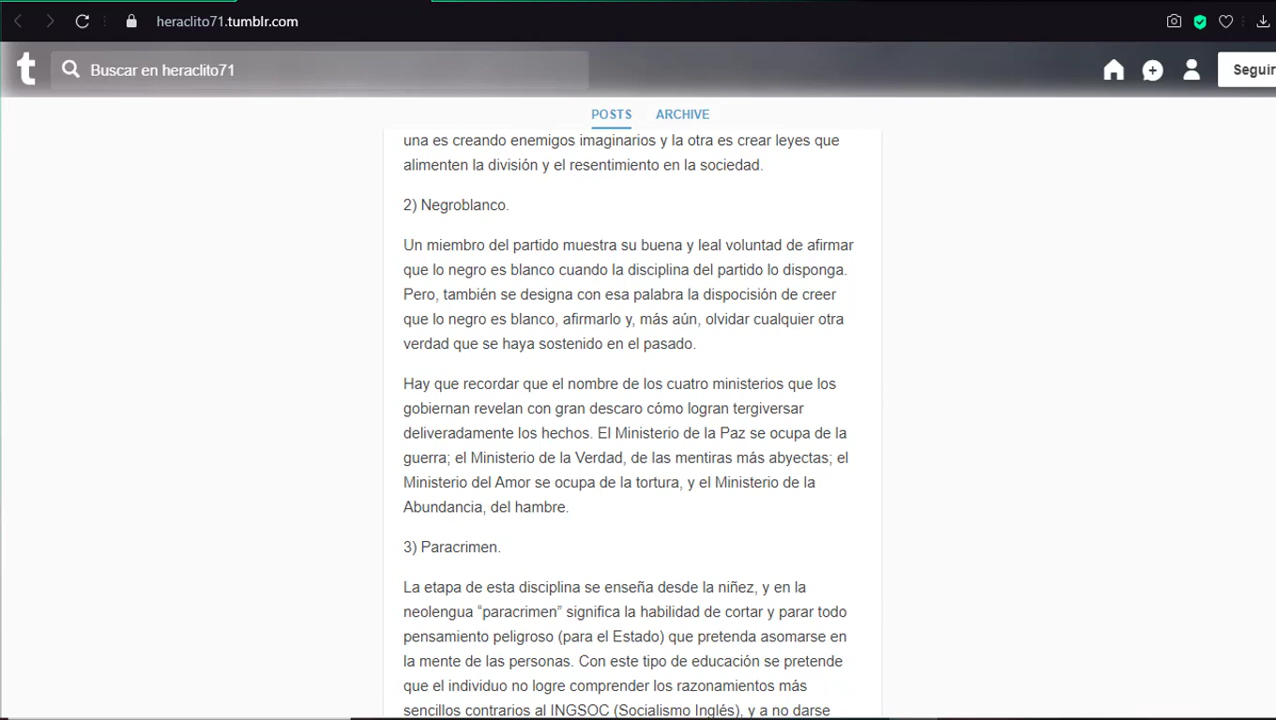 heraclito71.tumblr.com
t
Buscar en heraclito71
Seguir
POSTS ARCHIVE
una es creando enemigos imaginarios y la otra es crear leyes que
alimenten la división y el resentimiento en la sociedad.
2) Negroblanco.
Un miembro del partido muestra su buena y leal voluntad de afirmar
que lo negro es blanco cuando la disciplina del partido lo disponga.
Pero, también se designa con esa palabra la dispocisión de creer
que lo negro es blanco, afirmarlo y, más aún, olvidar cualquier otra
verdad que se haya sostenido en el pasado.
Hay que recordar que el nombre de los cuatro ministerios que los
gobiernan revelan con gran descaro cómo logran tergiversar
deliveradamente los hechos. El Ministerio de la Paz se ocupa de la
guerra; el Ministerio de la Verdad, de las mentiras más abyectas; el
Ministerio del Amor se ocupa de la tortura, y el Ministerio de la
Abundancia, del hambre.
3) Paracrimen.
La etapa de esta disciplina se enseña desde la niñez, y en la
neolengua “paracrimen” significa la habilidad de cortar y parar todo
pensamiento peligroso (para el Estado) que pretenda asomarse en
la mente de las personas. Con este tipo de educación se pretende
que el individuo no logre comprender los razonamientos más
sencillos contrarios al INGSOC (Socialismo Inglés), y a no darse